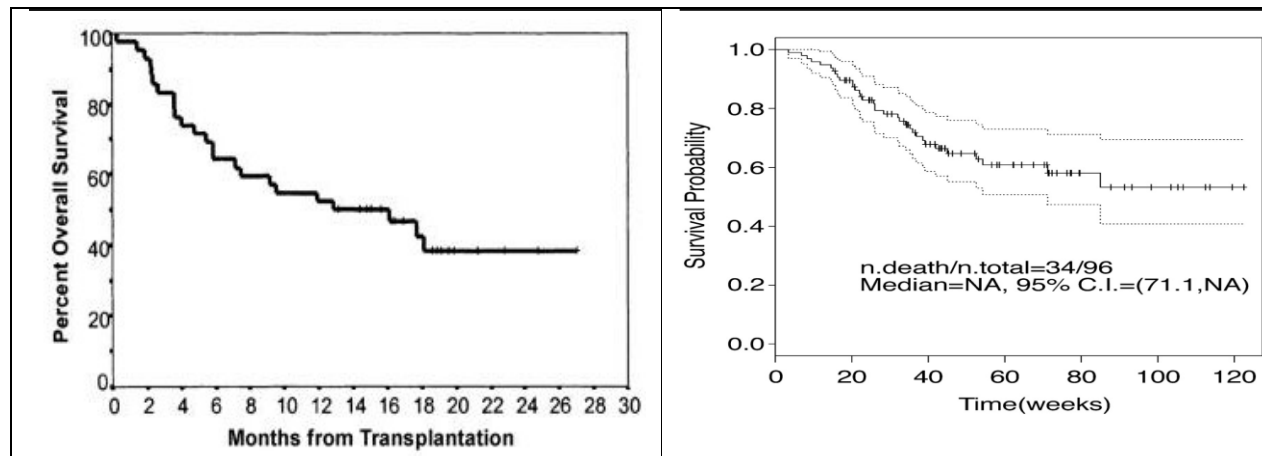 100
80
60
40
20
0
Percent Overall Survival
0 2 4 6 8 10 12 14 16 18 20 22 24 26 28 30
Months from Transplantation
1.0
0.8
0.6
0.4
0.2
0.0
Survival Probability
n.death/n.total=34/96
Median=NA, 95% C.I.=(71.1,NA)
0 20 40 60 80 100 120
Time(weeks)